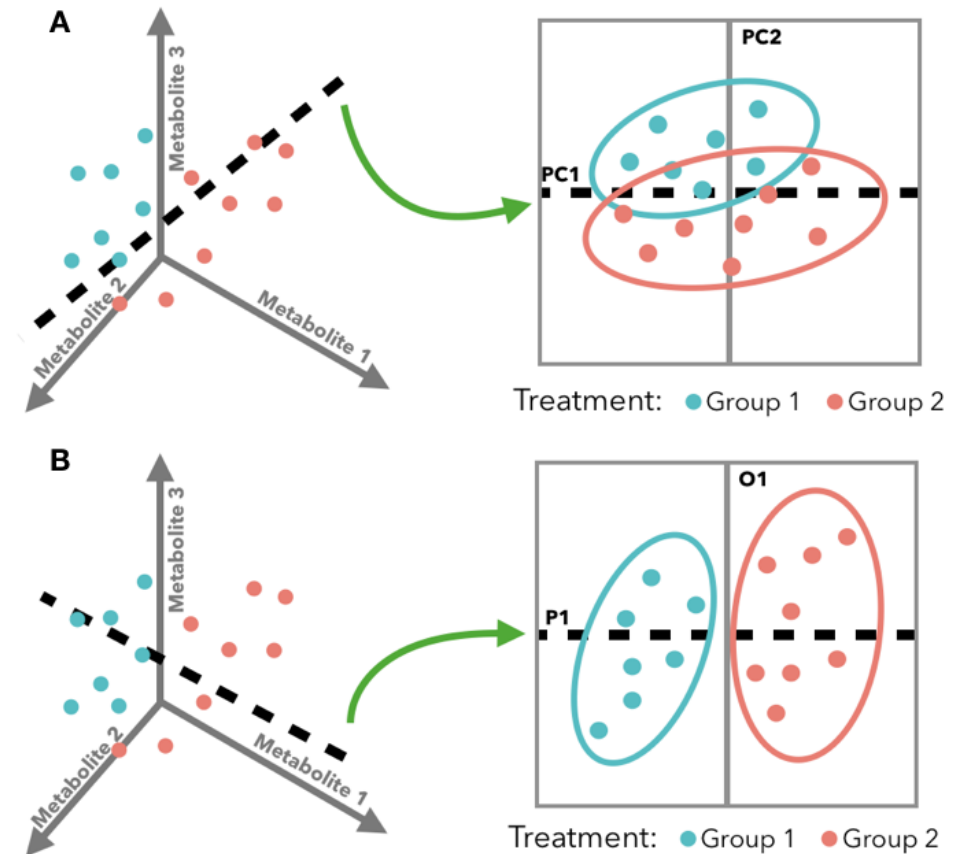 A
Metabolite 3
Metabolite 2
Metabolite 1
PC2
PC1
Treatment: Group 1 Group 2
B
Metabolite 3
Metabolite 2
Metabolite 1
O1
P1
Treatment: Group 1 Group 2